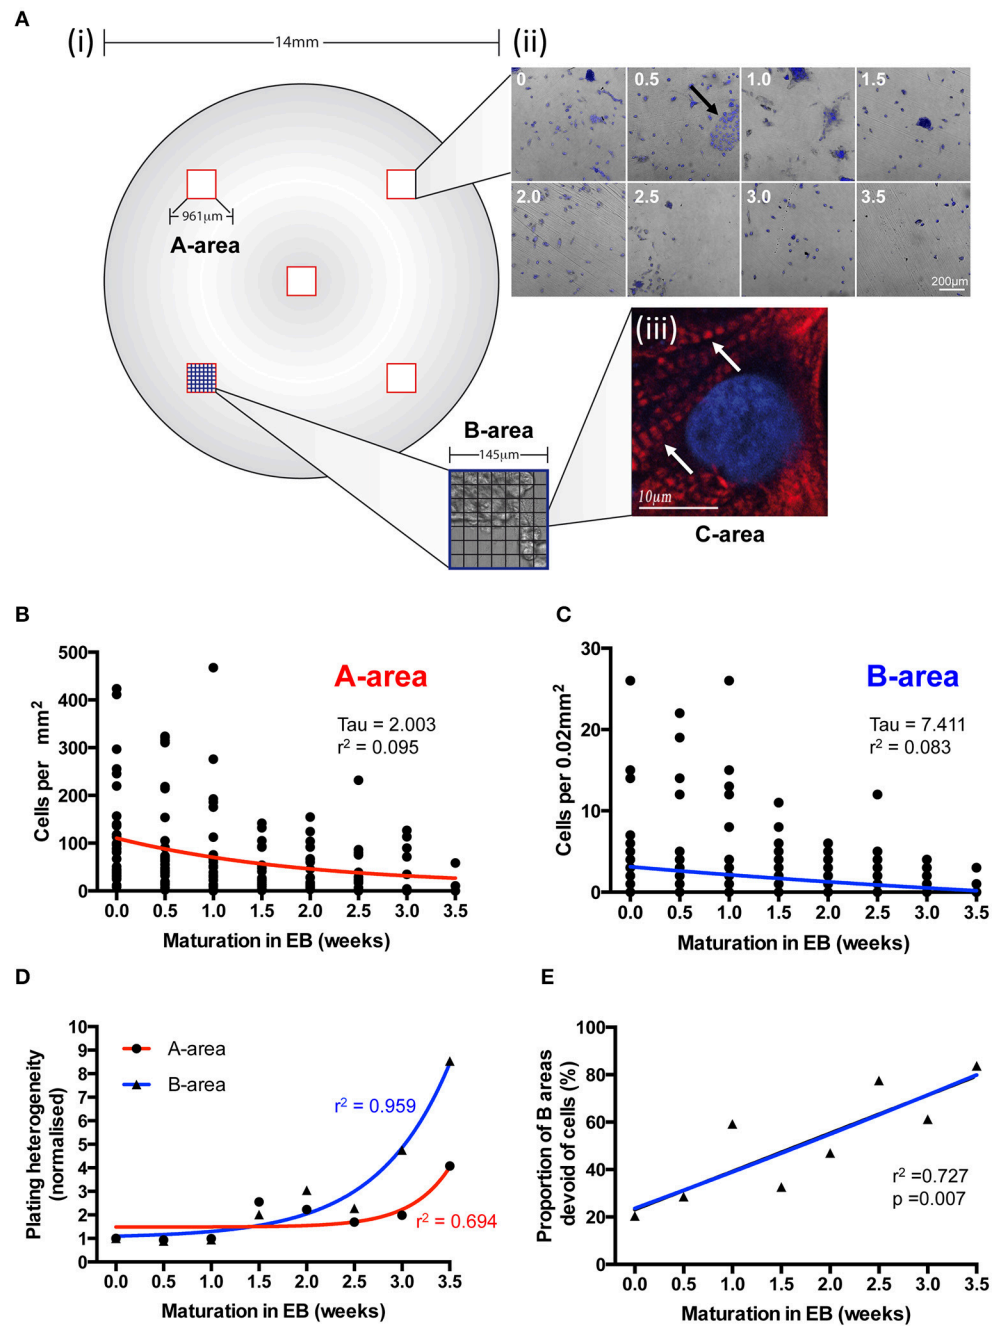 A
(i)
14mm
961µm
A-area
(ii)
0
0.5
1.0
1.5
2.0
2.5
3.0
3.5
200µm
B-area
145µm
(iii)
10µm
C-area
B
500
400
300
200
100
0
Cells per mm²
A-area
Tau = 2.003
r² = 0.095
0.0 0.5 1.0 1.5 2.0 2.5 3.0 3.5
Maturation in EB (weeks)
C
30
20
10
0
Cells per 0.02mm²
B-area
Tau = 7.411
r² = 0.083
0.0 0.5 1.0 1.5 2.0 2.5 3.0 3.5
Maturation in EB (weeks)
D
10
9
8
7
6
5
4
3
2
1
0
Plating heterogeneity
(normalised)
A-area
B-area
r² = 0.959
r² = 0.694
0.0 0.5 1.0 1.5 2.0 2.5 3.0 3.5
Maturation in EB (weeks)
E
100
80
60
40
20
0
Proportion of B areas
devoid of cells (%)
r² =0.727
p =0.007
0.0 0.5 1.0 1.5 2.0 2.5 3.0 3.5
Maturation in EB (weeks)